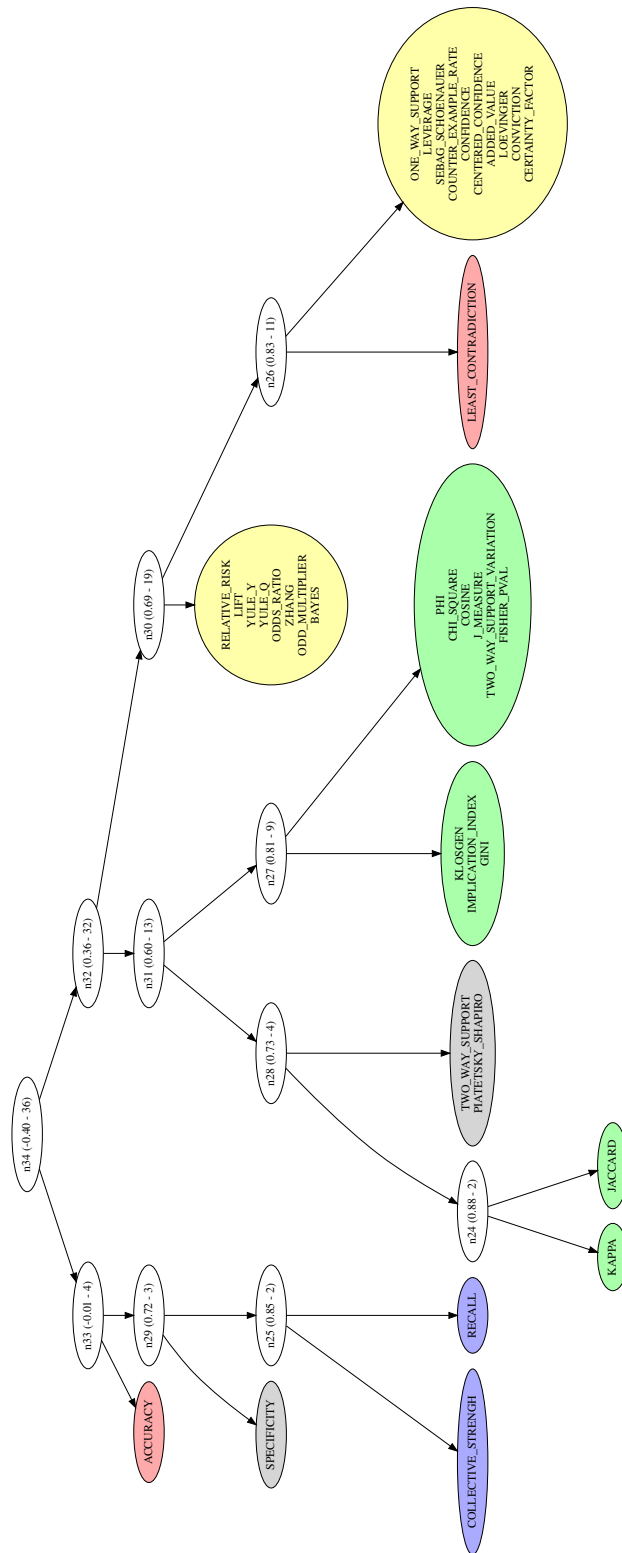 n34 (-0.40 - 36)
n33 (-0.01 - 4)
n32 (0.36 - 32)
ACCURACY
n29 (0.72 - 3)
n31 (0.60 - 13)
n30 (0.69 - 19)
SPECIFICITY
n25 (0.85 - 2)
n28 (0.73 - 4)
n27 (0.81 - 9)
RELATIVE_RISK
LIFT
YULE_Y
YULE_Q
ODDS_RATIO
ZHANG
ODD_MULTIPLIER
BAYES
n26 (0.83 - 11)
COLLECTIVE_STRENGH
RECALL
n24 (0.88 - 2)
TWO_WAY_SUPPORT
PIATETSKY_SHAPIRO
KLOSGEN
IMPLICATION_INDEX
GINI
PHI
CHI_SQUARE
COSINE
J_MEASURE
TWO_WAY_SUPPORT_VARIATION
FISHER_PVAL
LEAST_CONTRADICTION
ONE_WAY_SUPPORT
LEVERAGE
SEBAG_SCHOENAUER
COUNTER_EXAMPLE_RATE
CONFIDENCE
CENTERED_CONFIDENCE
ADDED_VALUE
LOEVINGER
CONVICTION
CERTAINTY_FACTOR
KAPPA
JACCARD